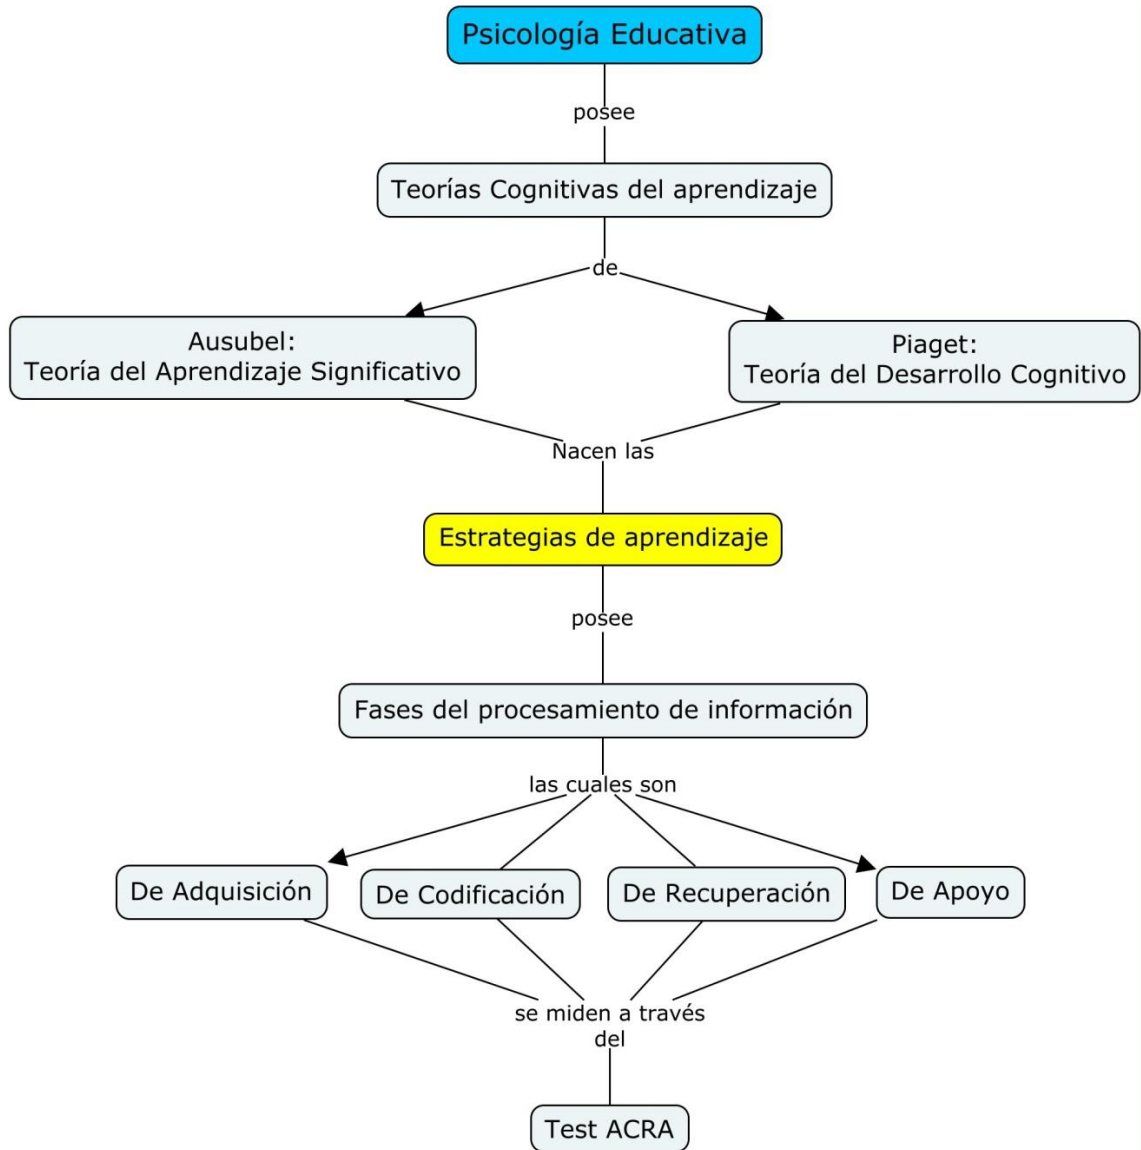 Psicología Educativa
posee
Teorías Cognitivas del aprendizaje
de
Ausubel:
Teoría del Aprendizaje Significativo
Piaget:
Teoría del Desarrollo Cognitivo
Nacen las
Estrategias de aprendizaje
posee
Fases del procesamiento de información
las cuales son
De Adquisición
De Codificación
De Recuperación
De Apoyo
se miden a través
del
Test ACRA